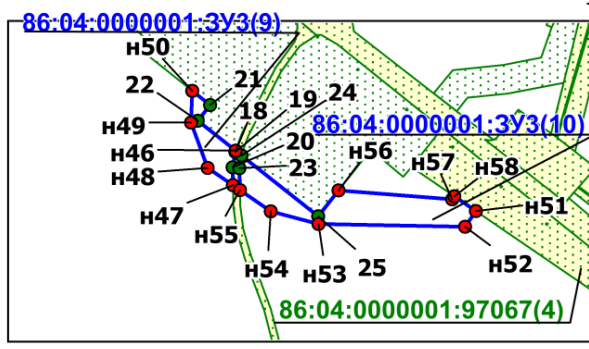 86:04:0000001:ЗУ3(9)
н50
22
21
н49
18
19
24
86:04:0000001:ЗУ3(10)
н46
20
н56
н48
23
н57
н58
н47
н51
н55
н54
н53
25
н52
86:04:0000001:97067(4)